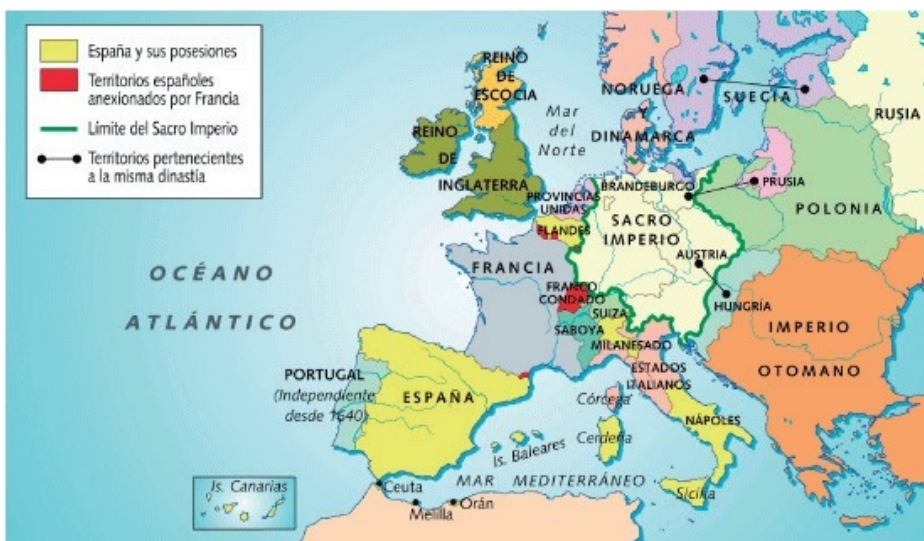 España y sus posesiones
Territorios españoles
anexionados por Francia
Límite del Sacro Imperio
Territorios pertenecientes
a la misma dinastía
REINO
DE
ESCOCIA
REINO
DE
INGLATERRA
Mar
del
Norte
NORUEGA
Y
DINAMARCA
SUECIA
RUSIA
BRANDEBURGO
PRUSIA
POLONIA
PROVINCIAS
UNIDAS
FLANDES
SACRO
IMPERIO
AUSTRIA
HUNGRÍA
OCÉANO
ATLÁNTICO
FRANCIA
FRANCO
CONDADO
SUIZA
SABOYA
MILANESADO
ESTADOS
ITALIANOS
IMPERIO
OTOMANO
PORTUGAL
(Independiente
desde 1640)
ESPAÑA
Córcega
NÁPOLES
Is. Baleares
Cerdeña
MAR MEDITERRÁNEO
Sicilia
Is. Canarias
Ceuta
Melilla
Orán